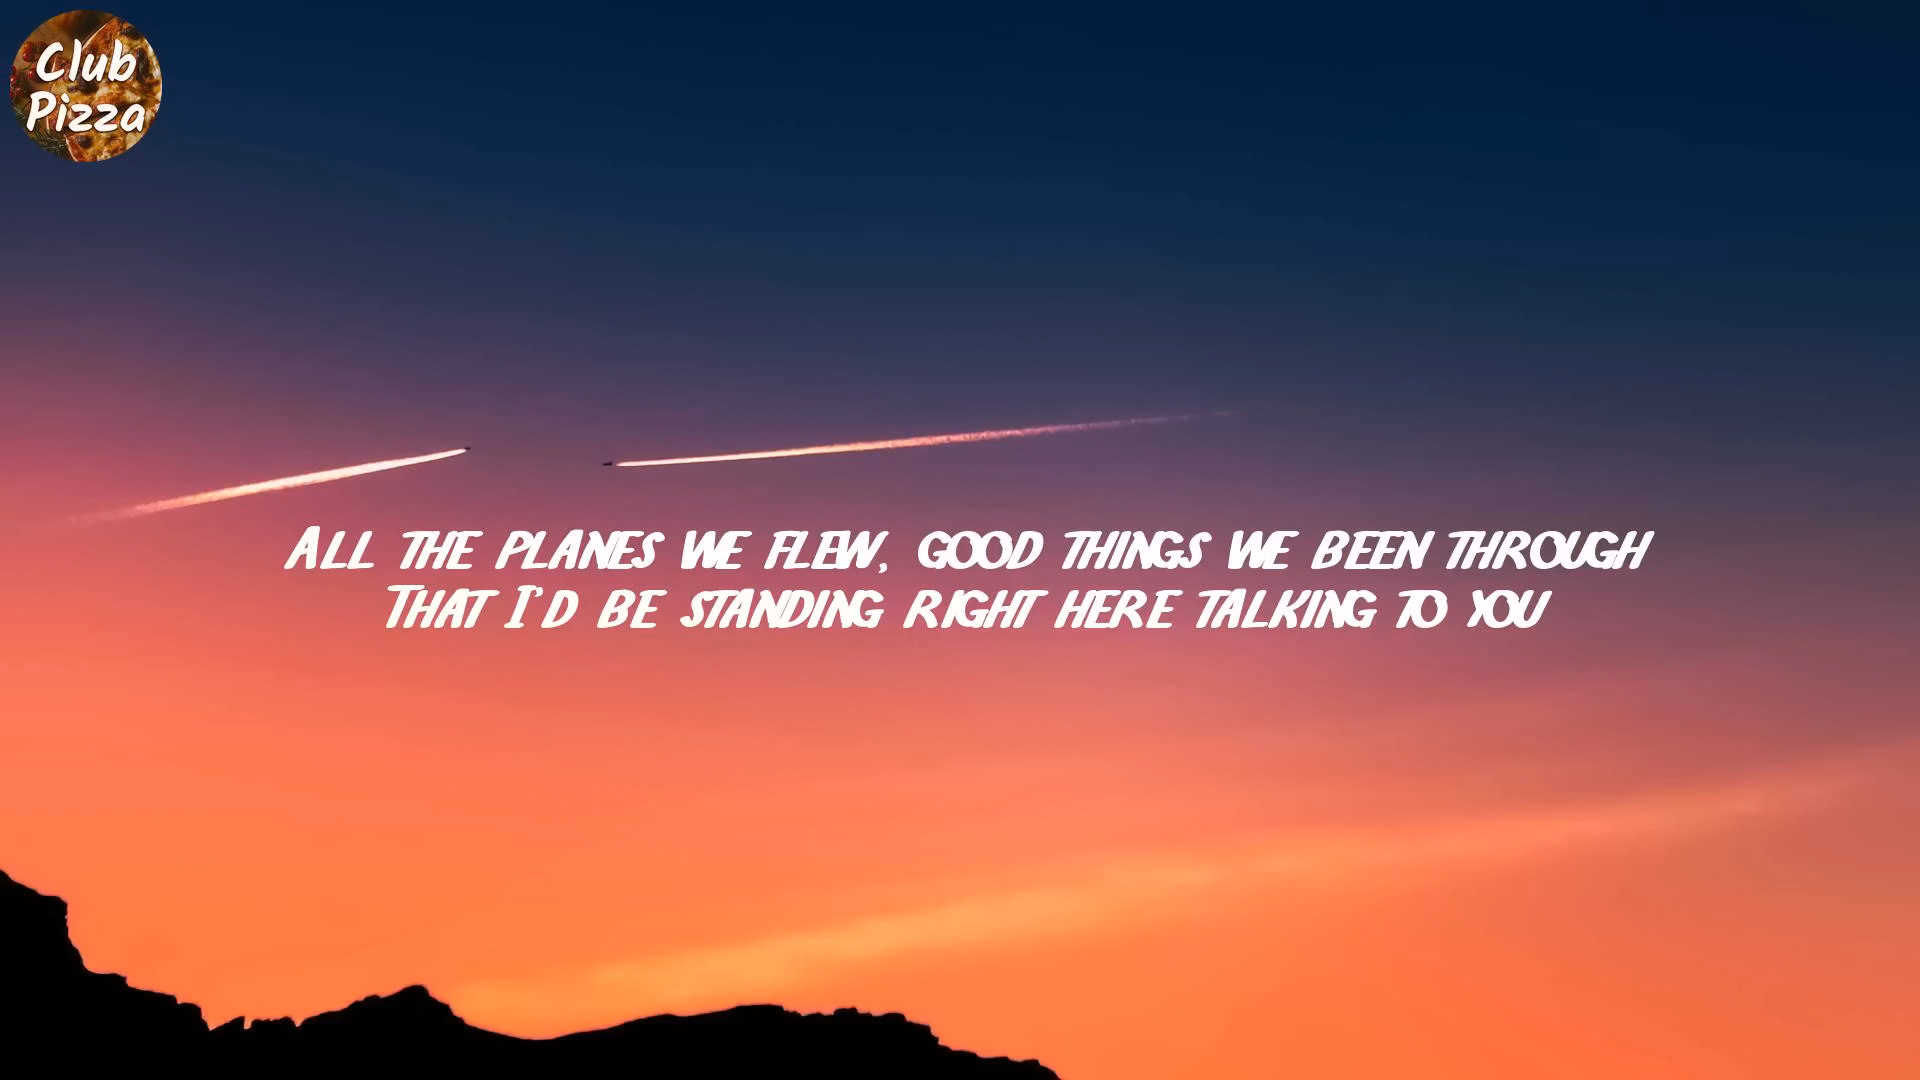 Club
Pizza
All the planes we flew, good things we been through
That I'd be standing right here talking to you